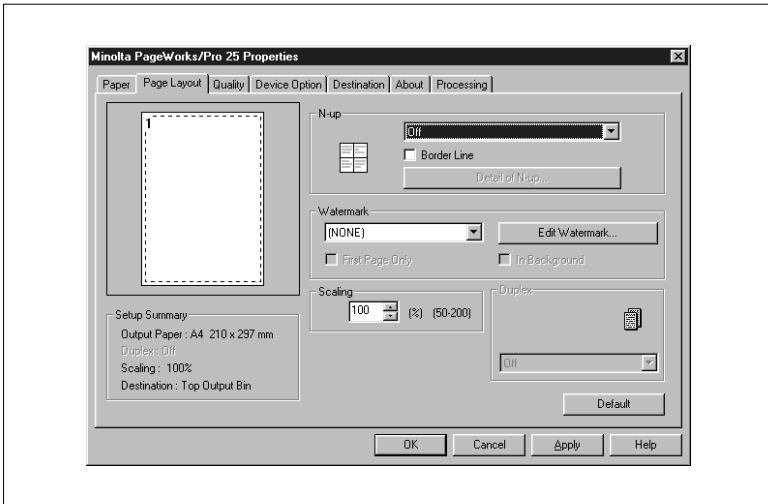 Minolta PageWorks/Pro 25 Properties
Paper Page Layout Quality Device Option Destination About Processing
1
N-up
Off
Border Line
Detail of N-up...
Watermark
(NONE)
Edit Watermark...
First Page Only
In Background
Scaling
100 (%) (50-200)
Duplex
Off
Setup Summary
Output Paper : A4 210 x 297 mm
Duplex : Off
Scaling : 100%
Destination : Top Output Bin
Default
OK Cancel Apply Help